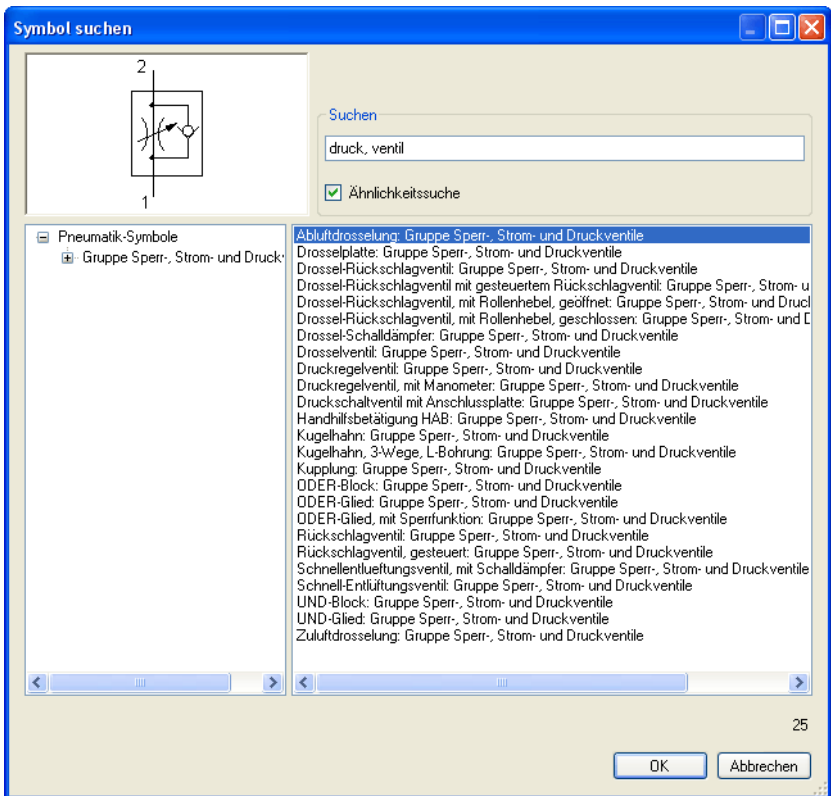 Symbol suchen
2
1
Suchen
druck, ventil
Ähnlichkeitssuche
Pneumatik-Symbole
Gruppe Sperr-, Strom- und Druck
Abluftdrosselung: Gruppe Sperr-, Strom- und Druckventile
Drosselplatte: Gruppe Sperr-, Strom- und Druckventile
Drossel-Rückschlagventil: Gruppe Sperr-, Strom- und Druckventile
Drossel-Rückschlagventil mit gesteuertem Rückschlagventil: Gruppe Sperr-, Strom- u
Drossel-Rückschlagventil, mit Rollenhebel, geöffnet: Gruppe Sperr-, Strom- und Druc
Drossel-Rückschlagventil, mit Rollenhebel, geschlossen: Gruppe Sperr-, Strom- und D
Drossel-Schalldämpfer: Gruppe Sperr-, Strom- und Druckventile
Drosselventil: Gruppe Sperr-, Strom- und Druckventile
Druckregelventil: Gruppe Sperr-, Strom- und Druckventile
Druckregelventil, mit Manometer: Gruppe Sperr-, Strom- und Druckventile
Druckschaltventil mit Anschlussplatte: Gruppe Sperr-, Strom- und Druckventile
Handhilfsbetätigung HAB: Gruppe Sperr-, Strom- und Druckventile
Kugelhahn: Gruppe Sperr-, Strom- und Druckventile
Kugelhahn, 3-Wege, L-Bohrung: Gruppe Sperr-, Strom- und Druckventile
Kupplung: Gruppe Sperr-, Strom- und Druckventile
ODER-Block: Gruppe Sperr-, Strom- und Druckventile
ODER-Glied: Gruppe Sperr-, Strom- und Druckventile
ODER-Glied, mit Sperrfunktion: Gruppe Sperr-, Strom- und Druckventile
Rückschlagventil: Gruppe Sperr-, Strom- und Druckventile
Rückschlagventil, gesteuert: Gruppe Sperr-, Strom- und Druckventile
Schnellentlueftungsventil, mit Schalldämpfer: Gruppe Sperr-, Strom- und Druckventile
Schnell-Entlüftungsventil: Gruppe Sperr-, Strom- und Druckventile
UND-Block: Gruppe Sperr-, Strom- und Druckventile
UND-Glied: Gruppe Sperr-, Strom- und Druckventile
Zuluftdrosselung: Gruppe Sperr-, Strom- und Druckventile
25
OK
Abbrechen